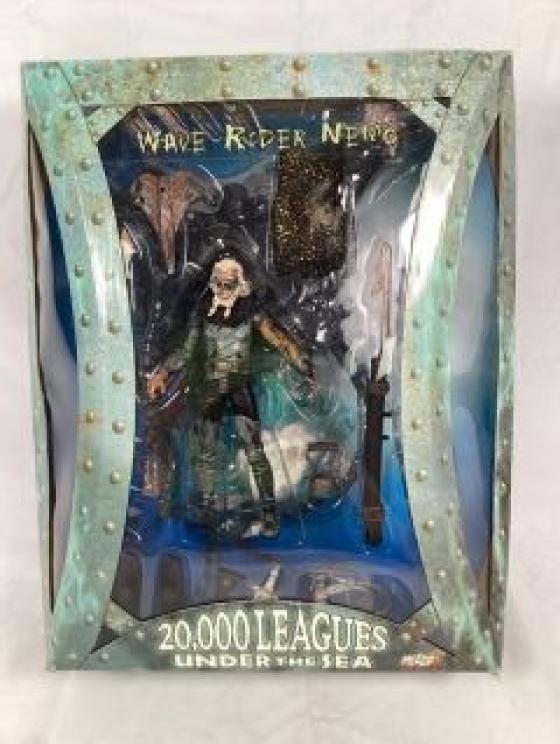 WAVE RIDER NEMO
20,000 LEAGUES
UNDER THE SEA